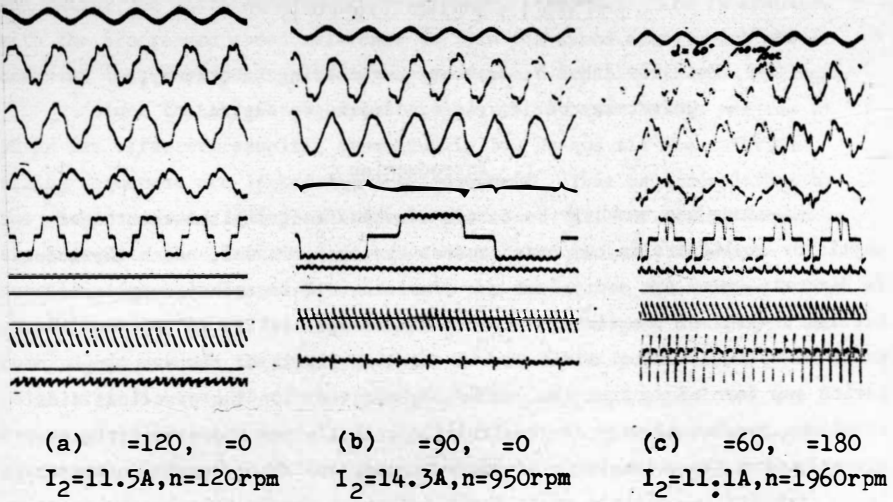 (a) =120, =0
I2=11.5A,n=120rpm
(b) =90, =0
I2=14.3A,n=950rpm
(c) =60, =180
I2=11.1A,n=1960rpm